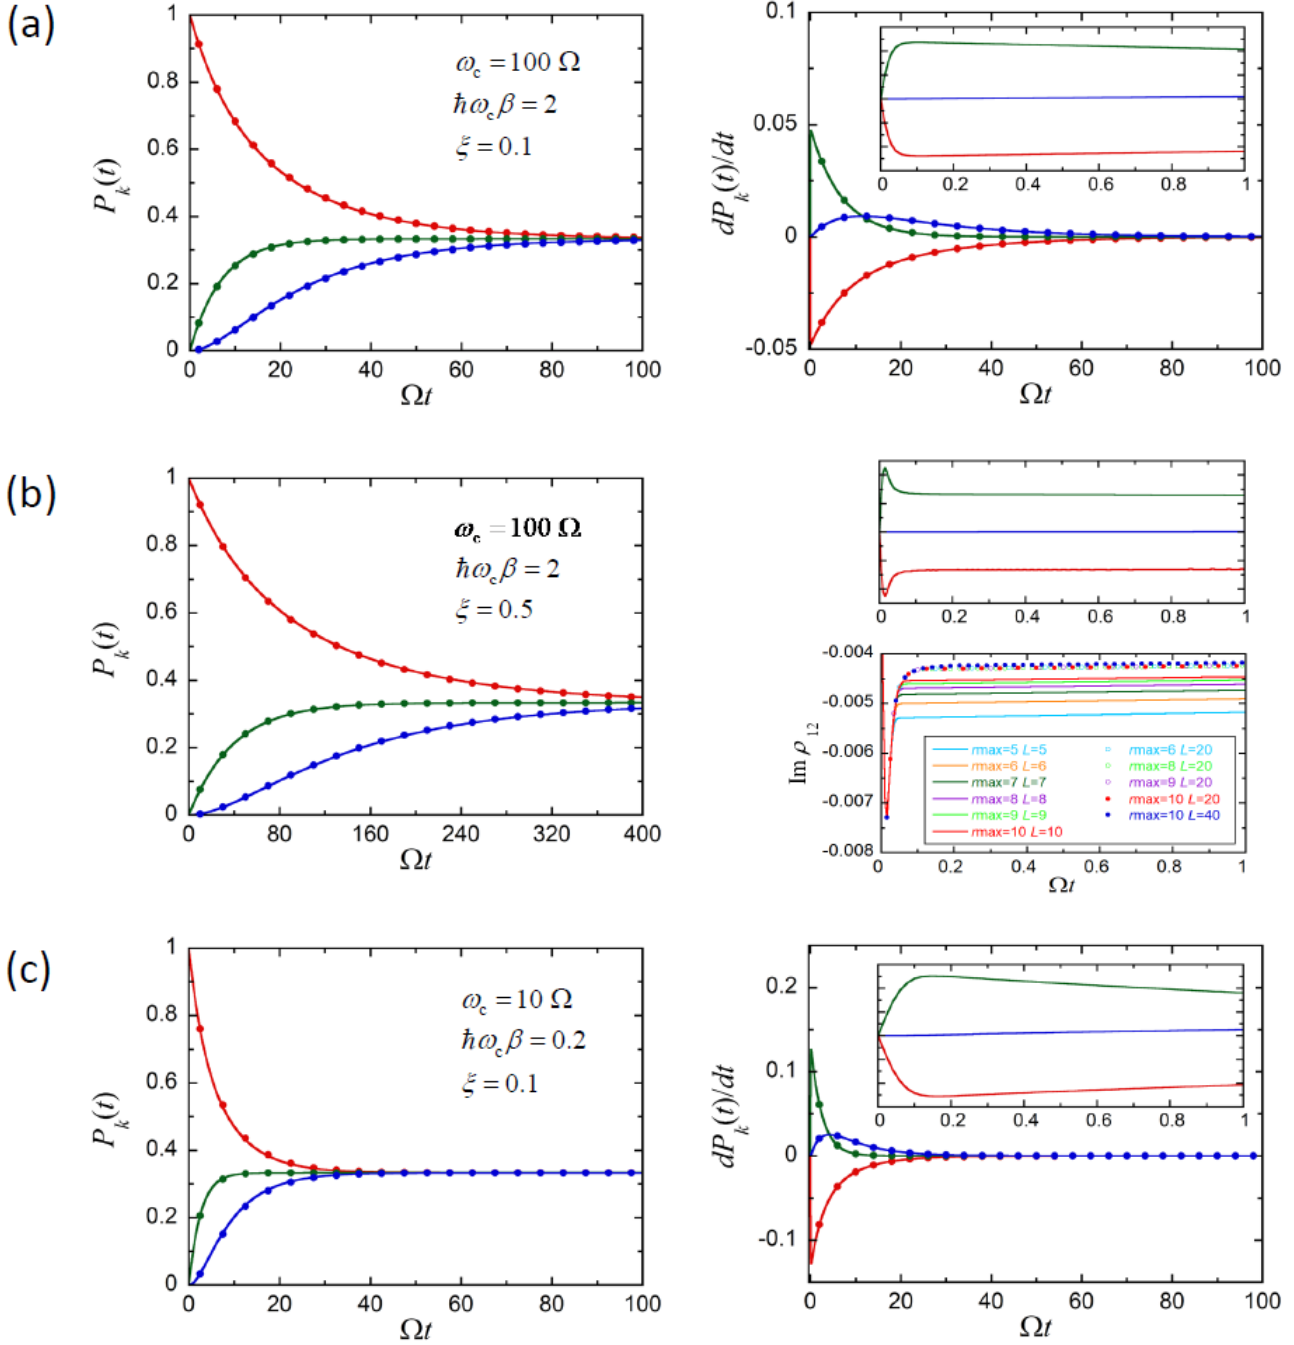 (a)
1
0.8
0.6
0.4
0.2
0
P_k(t)
ω_c = 100 Ω
ħω_cβ = 2
ξ = 0.1
0 20 40 60 80 100
Ωt
0.1
0.05
0
-0.05
dP_k(t)/dt
0 0.2 0.4 0.6 0.8 1
0 20 40 60 80 100
Ωt
(b)
1
0.8
0.6
0.4
0.2
0
P_k(t)
ω_c = 100 Ω
ħω_cβ = 2
ξ = 0.5
0 80 160 240 320 400
Ωt
0 0.2 0.4 0.6 0.8 1
-0.004
-0.005
-0.006
-0.007
-0.008
Im ρ_12
rmax=5 L=5
rmax=6 L=6
rmax=7 L=7
rmax=8 L=8
rmax=9 L=9
rmax=10 L=10
rmax=6 L=20
rmax=8 L=20
rmax=9 L=20
rmax=10 L=20
rmax=10 L=40
0 0.2 0.4 0.6 0.8 1
Ωt
(c)
1
0.8
0.6
0.4
0.2
0
P_k(t)
ω_c = 10 Ω
ħω_cβ = 0.2
ξ = 0.1
0 20 40 60 80 100
Ωt
0.2
0.1
0
-0.1
dP_k(t)/dt
0 0.2 0.4 0.6 0.8 1
0 20 40 60 80 100
Ωt